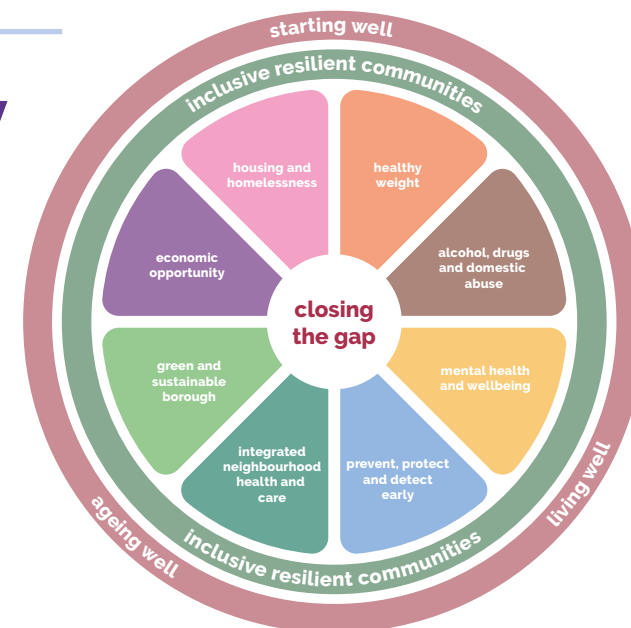 starting well
inclusive resilient communities
housing and
homelessness
healthy
weight
economic
opportunity
alcohol, drugs
and domestic
abuse
closing
the gap
green and
sustainable
borough
mental health
and wellbeing
integrated
neighbourhood
health and
care
prevent, protect
and detect
early
living well
ageing well
inclusive resilient communities